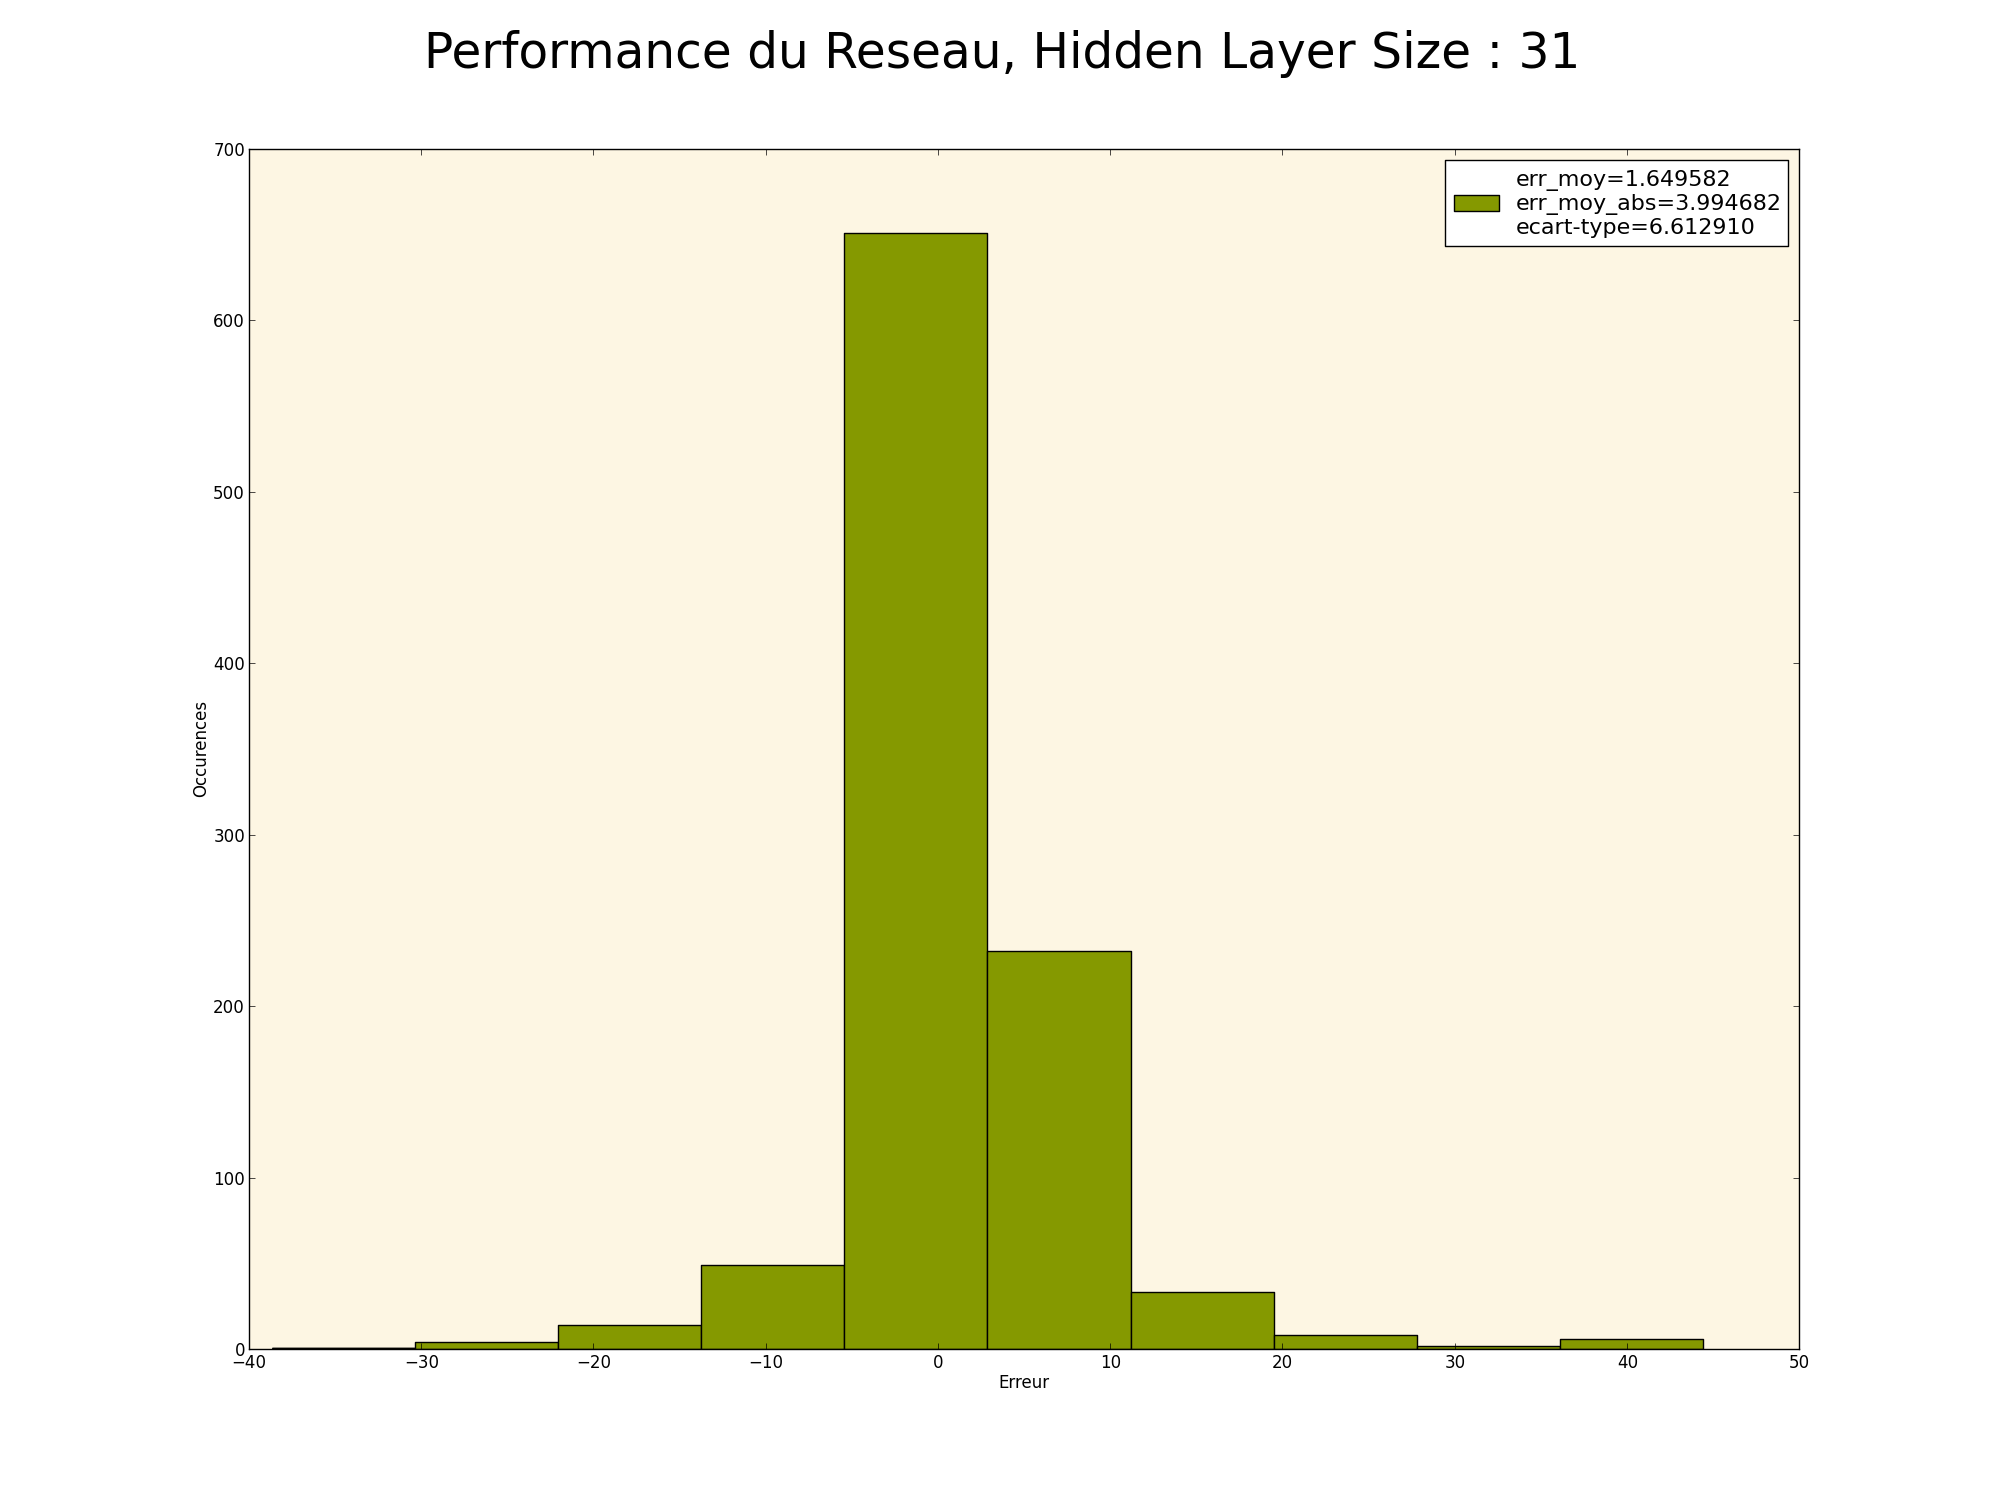 Performance du Reseau, Hidden Layer Size : 31
700
600
500
400
300
200
100
0
Occurences
err_moy=1.649582
err_moy_abs=3.994682
ecart-type=6.612910
−40 −30 −20 −10 0 10 20 30 40 50
Erreur